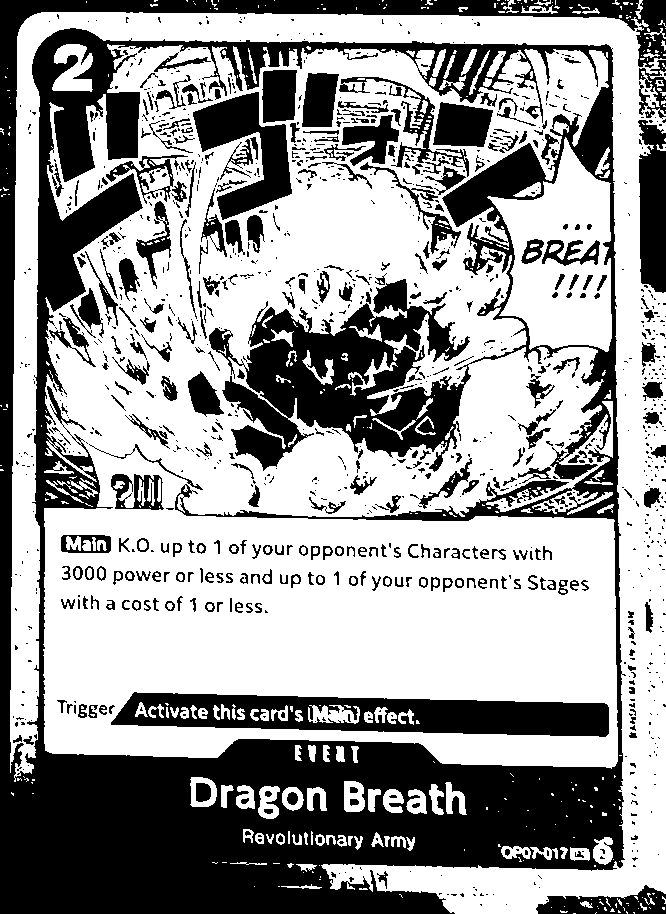 2
...
BREAT
!!!!
?!!!
Main K.O. up to 1 of your opponent's Characters with
3000 power or less and up to 1 of your opponent's Stages
with a cost of 1 or less.
Trigger Activate this card's [Main] effect.
EVENT
Dragon Breath
Revolutionary Army
OP07-017
2